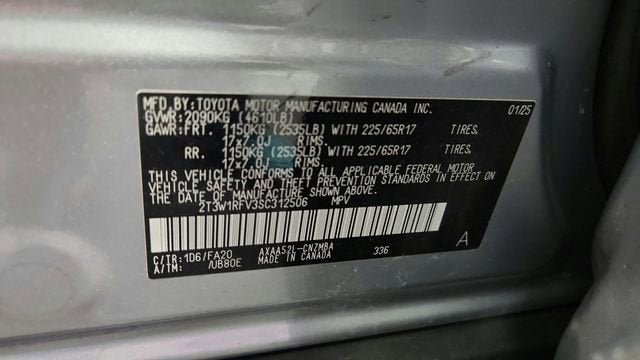 MFD.BY: TOYOTA MOTOR MANUFACTURING CANADA INC. 01/25
GVWR: 2090KG (4610LB)
GAWR: FRT. 1150KG (2535LB) WITH 225/65R17 TIRES,
17x7.0J RIMS,
RR. 1150KG (2535LB) WITH 225/65R17 TIRES,
17x7.0J RIMS.
THIS VEHICLE CONFORMS TO ALL APPLICABLE FEDERAL MOTOR
VEHICLE SAFETY STANDARDS IN EFFECT ON
THE DATE OF MANUFACTURE SHOWN ABOVE.
2T3W1RFV3SC312506 MPV
C/TR: 1D6/FA20 AXAA52L-CNZMBA 336 A
A/TM: /UB80E MADE IN CANADA